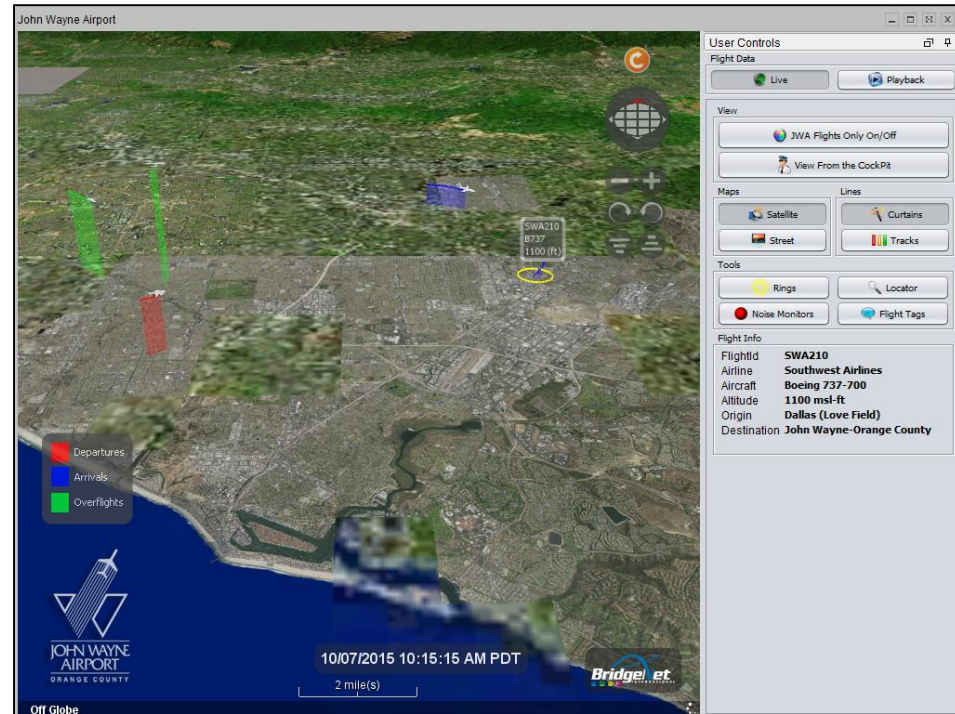 John Wayne Airport
SWA210
B737
1100 (ft)
Departures
Arrivals
Overflights
JOHN WAYNE
AIRPORT
ORANGE COUNTY
10/07/2015 10:15:15 AM PDT
2 mile(s)
BridgeNet
INTERNATIONAL
Off Globe
User Controls
Flight Data
Live
Playback
View
JWA Flights Only On/Off
View From the CockPit
Maps
Lines
Satellite
Curtains
Street
Tracks
Tools
Rings
Locator
Noise Monitors
Flight Tags
Flight Info
FlightId SWA210
Airline Southwest Airlines
Aircraft Boeing 737-700
Altitude 1100 msl-ft
Origin Dallas (Love Field)
Destination John Wayne-Orange County